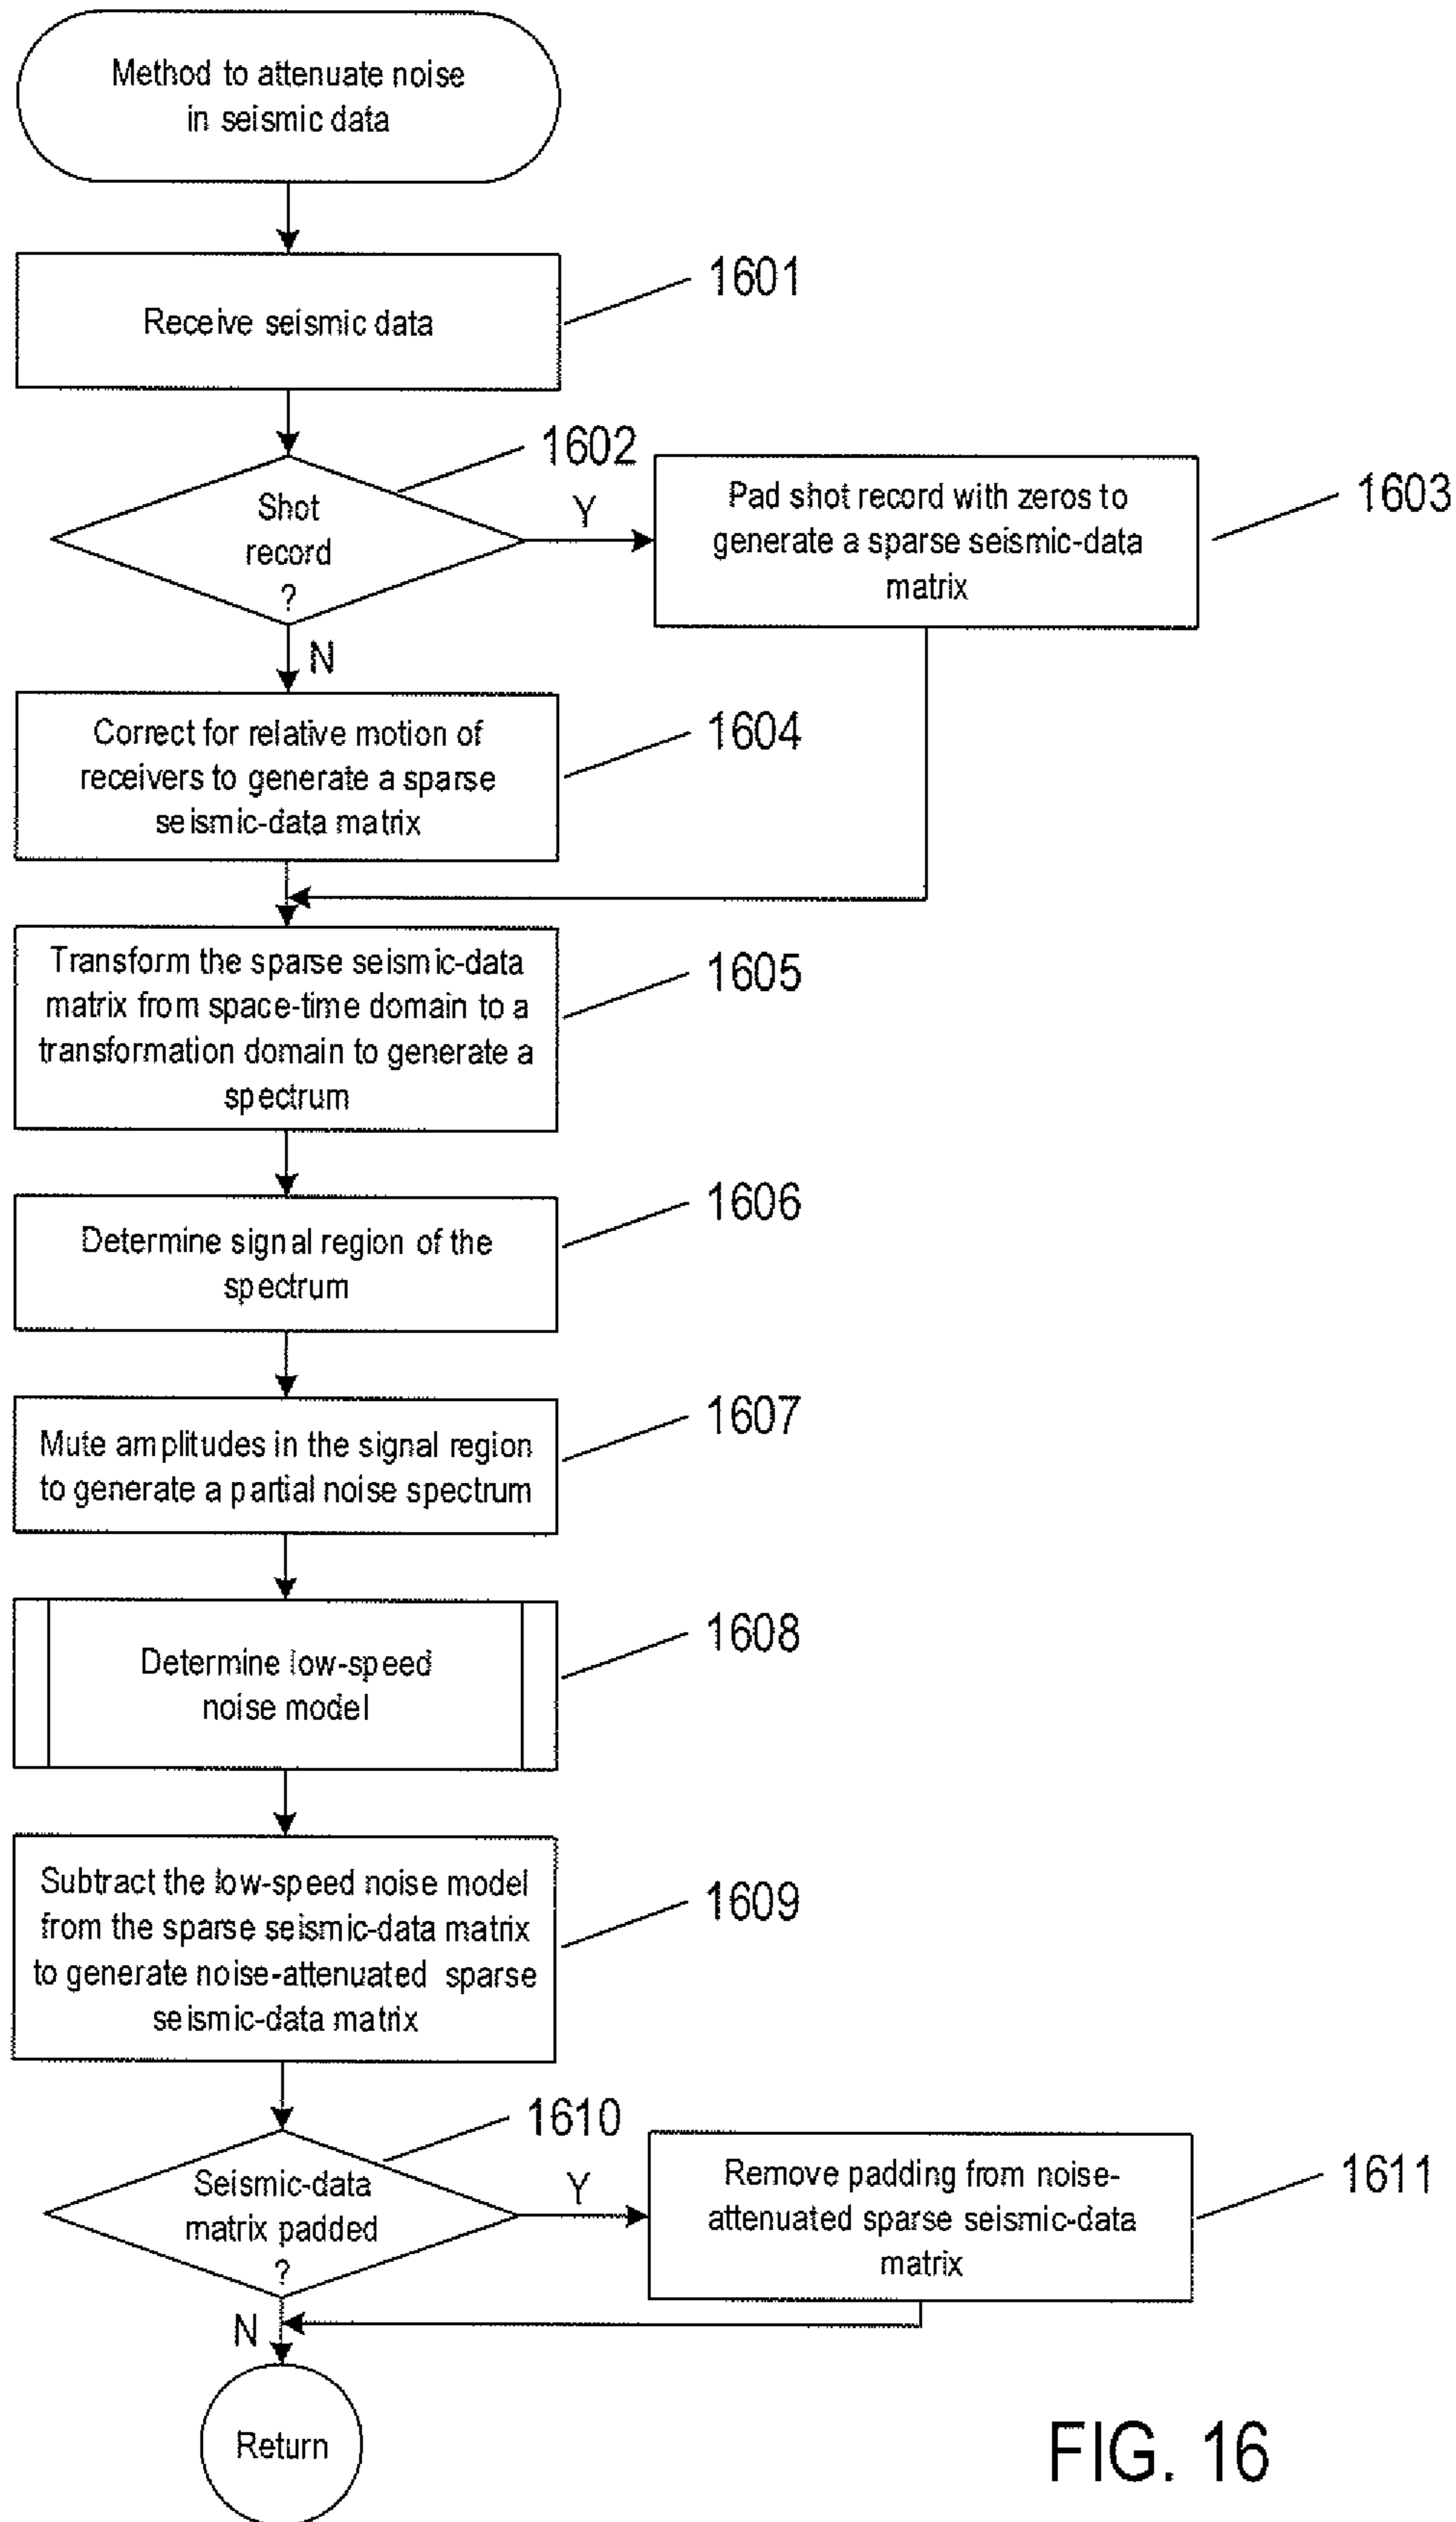 Method to attenuate noise
in seismic data
Receive seismic data
1601
Shot
record
?
1602
Y
N
Pad shot record with zeros to
generate a sparse seismic-data
matrix
1603
Correct for relative motion of
receivers to generate a sparse
seismic-data matrix
1604
Transform the sparse seismic-data
matrix from space-time domain to a
transformation domain to generate a
spectrum
1605
Determine signal region of the
spectrum
1606
Mute amplitudes in the signal region
to generate a partial noise spectrum
1607
Determine low-speed
noise model
1608
Subtract the low-speed noise model
from the sparse seismic-data matrix
to generate noise-attenuated sparse
seismic-data matrix
1609
Seismic-data
matrix padded
?
1610
Y
N
Remove padding from noise-
attenuated sparse seismic-data
matrix
1611
Return
FIG. 16